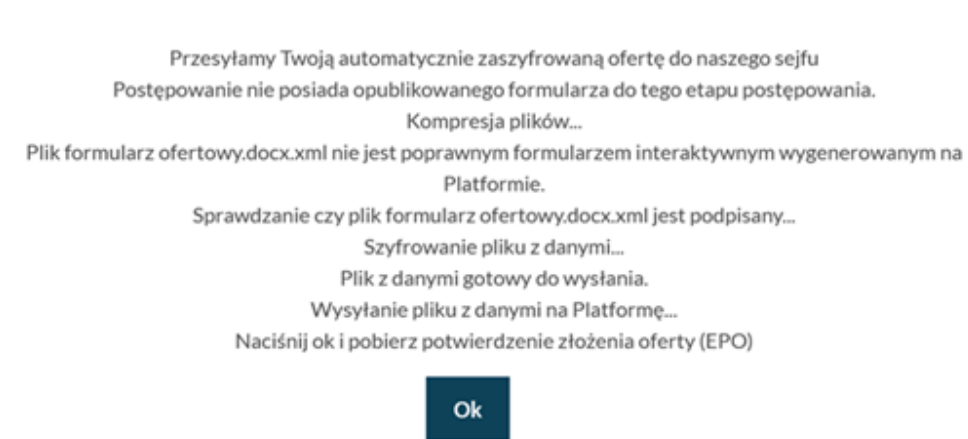 Przesyłamy Twoją automatycznie zaszyfrowaną ofertę do naszego sejfu
Postępowanie nie posiada opublikowanego formularza do tego etapu postępowania.
Kompresja plików...
Plik formularz ofertowy.docx.xml nie jest poprawnym formularzem interaktywnym wygenerowanym na
Platformie.
Sprawdzanie czy plik formularz ofertowy.docx.xml jest podpisany...
Szyfrowanie pliku z danymi...
Plik z danymi gotowy do wysłania.
Wysyłanie pliku z danymi na Platformę...
Naciśnij ok i pobierz potwierdzenie złożenia oferty (EPO)
Ok